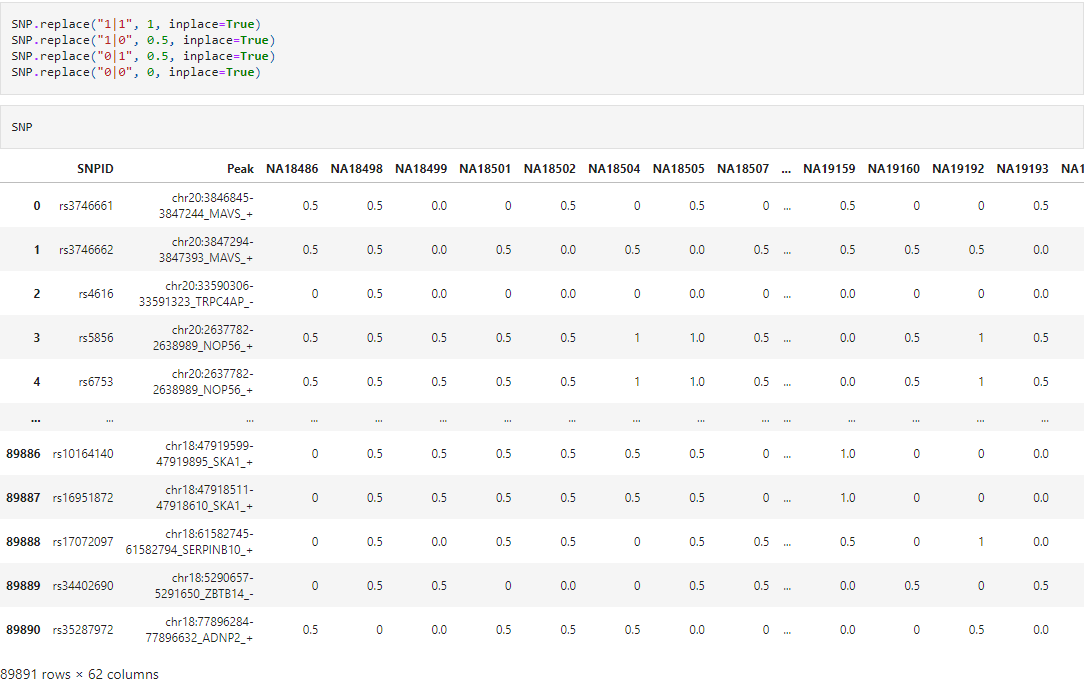 SNP.replace("1|1", 1, inplace=True)
SNP.replace("1|0", 0.5, inplace=True)
SNP.replace("0|1", 0.5, inplace=True)
SNP.replace("0|0", 0, inplace=True)
SNP
SNPID Peak NA18486 NA18498 NA18499 NA18501 NA18502 NA18504 NA18505 NA18507 ... NA19159 NA19160 NA19192 NA19193 NA1
0 rs3746661 chr20:3846845-
3847244_MAVS_+ 0.5 0.5 0.0 0 0.5 0 0.5 0 ... 0.5 0 0 0.5
1 rs3746662 chr20:3847294-
3847393_MAVS_+ 0.5 0.5 0.0 0.5 0.0 0.5 0.0 0.5 ... 0.5 0.5 0.5 0.0
2 rs4616 chr20:33590306-
33591323_TRPC4AP_- 0 0.5 0.0 0 0.0 0 0.0 0 ... 0.0 0 0 0.0
3 rs5856 chr20:2637782-
2638989_NOP56_+ 0.5 0.5 0.5 0.5 0.5 1 1.0 0.5 ... 0.0 0.5 1 0.5
4 rs6753 chr20:2637782-
2638989_NOP56_+ 0.5 0.5 0.5 0.5 0.5 1 1.0 0.5 ... 0.0 0.5 1 0.5
... ... ... ... ... ... ... ... ... ... ... ... ... ... ... ...
89886 rs10164140 chr18:47919599-
47919895_SKA1_+ 0 0.5 0.5 0.5 0.5 0.5 0.5 0 ... 1.0 0 0 0.0
89887 rs16951872 chr18:47918511-
47918610_SKA1_+ 0 0.5 0.5 0.5 0.5 0.5 0.5 0 ... 1.0 0 0 0.0
89888 rs17072097 chr18:61582745-
61582794_SERPINB10_+ 0 0.5 0.0 0.5 0.5 0 0.5 0.5 ... 0.5 0 1 0.0
89889 rs34402690 chr18:5290657-
5291650_ZBTB14_- 0 0.5 0.5 0 0.0 0 0.5 0.5 ... 0.0 0.5 0 0.5
89890 rs35287972 chr18:77896284-
77896632_ADNP2_+ 0.5 0 0.0 0.5 0.5 0.5 0.0 0 ... 0.0 0 0.5 0.0
89891 rows × 62 columns